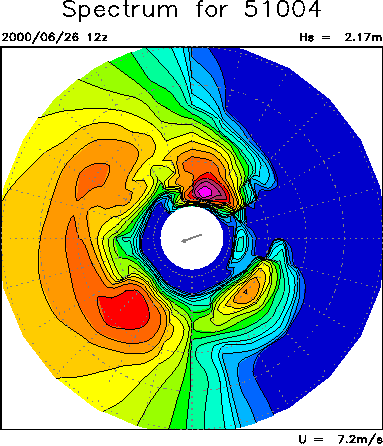 Spectrum for 51004
2000/06/26 12z Hs = 2.17m
U = 7.2m/s